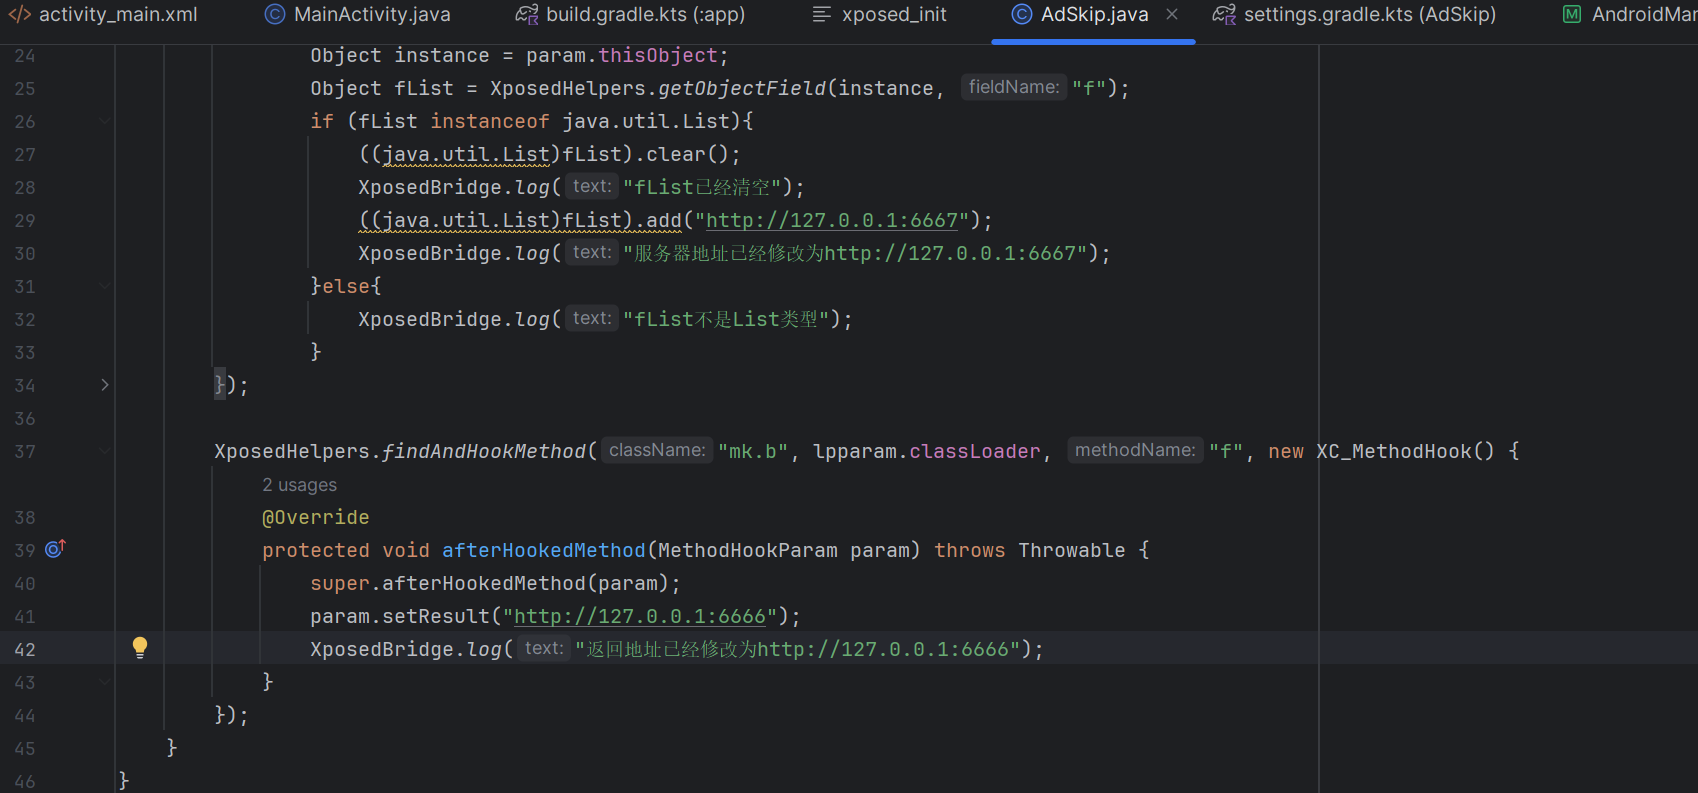 activity_main.xml MainActivity.java build.gradle.kts (:app) xposed_init AdSkip.java settings.gradle.kts (AdSkip) AndroidMar
24 Object instance = param.thisObject;
25 Object fList = XposedHelpers.getObjectField(instance, fieldName: "f");
26 if (fList instanceof java.util.List){
27 ((java.util.List)fList).clear();
28 XposedBridge.log( text: "fList已经清空");
29 ((java.util.List)fList).add("http://127.0.0.1:6667");
30 XposedBridge.log( text: "服务器地址已经修改为http://127.0.0.1:6667");
31 }else{
32 XposedBridge.log( text: "fList不是List类型");
33 }
34 });
36
37 XposedHelpers.findAndHookMethod( className: "mk.b", lpparam.classLoader, methodName: "f", new XC_MethodHook() {
2 usages
38 @Override
39 protected void afterHookedMethod(MethodHookParam param) throws Throwable {
40 super.afterHookedMethod(param);
41 param.setResult("http://127.0.0.1:6666");
42 XposedBridge.log( text: "返回地址已经修改为http://127.0.0.1:6666");
43 }
44 });
45 }
46 }